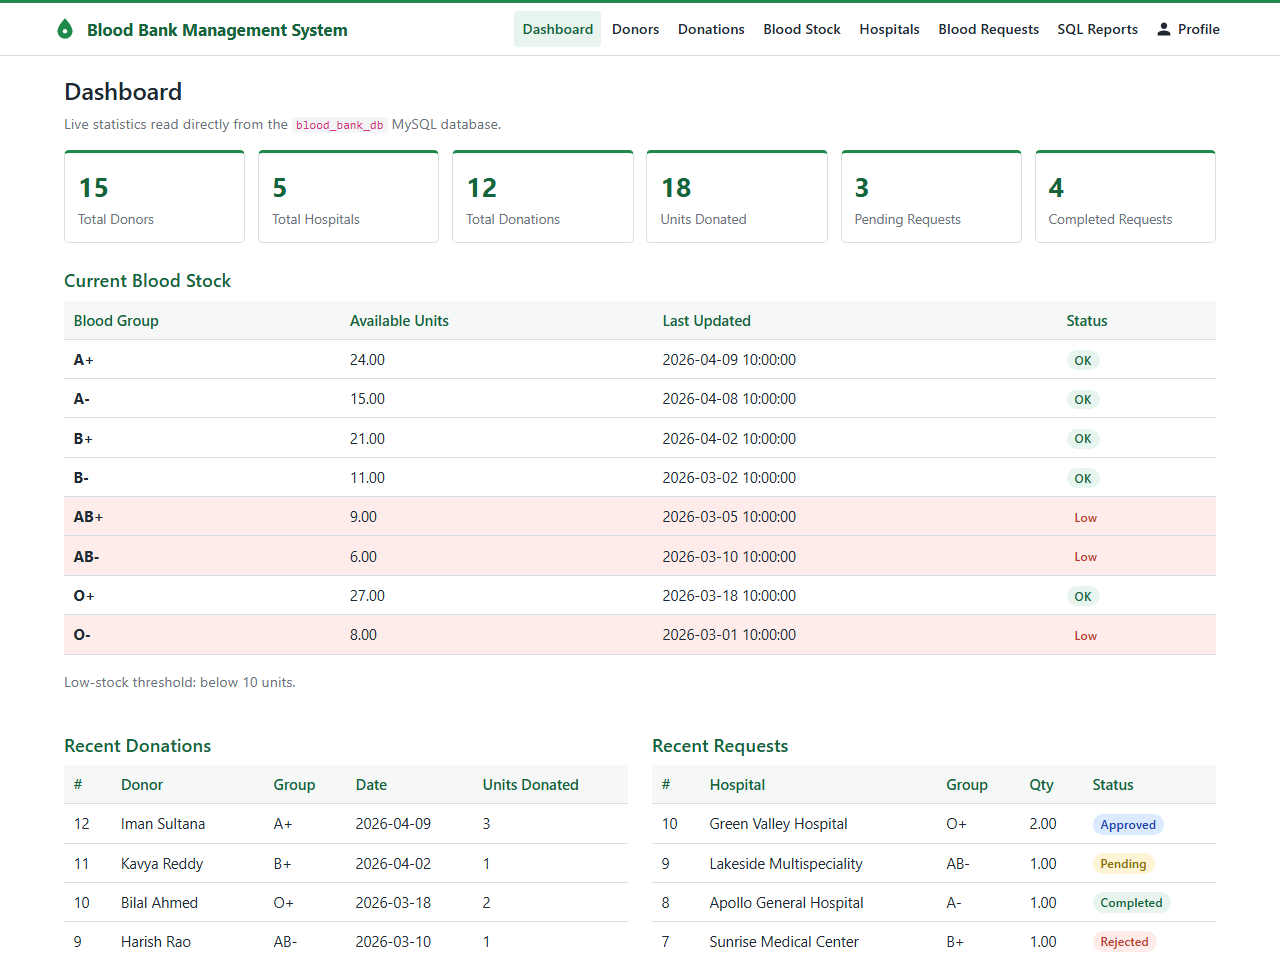 Blood Bank Management System
Dashboard Donors Donations Blood Stock Hospitals Blood Requests SQL Reports Profile
Dashboard
Live statistics read directly from the blood_bank_db MySQL database.
15 5 12 18 3 4
Total Donors Total Hospitals Total Donations Units Donated Pending Requests Completed Requests
Current Blood Stock
Blood Group Available Units Last Updated Status
A+ 24.00 2026-04-09 10:00:00 OK
A- 15.00 2026-04-08 10:00:00 OK
B+ 21.00 2026-04-02 10:00:00 OK
B- 11.00 2026-03-02 10:00:00 OK
AB+ 9.00 2026-03-05 10:00:00 Low
AB- 6.00 2026-03-10 10:00:00 Low
O+ 27.00 2026-03-18 10:00:00 OK
O- 8.00 2026-03-01 10:00:00 Low
Low-stock threshold: below 10 units.
Recent Donations
# Donor Group Date Units Donated
12 Iman Sultana A+ 2026-04-09 3
11 Kavya Reddy B+ 2026-04-02 1
10 Bilal Ahmed O+ 2026-03-18 2
9 Harish Rao AB- 2026-03-10 1
Recent Requests
# Hospital Group Qty Status
10 Green Valley Hospital O+ 2.00 Approved
9 Lakeside Multispeciality AB- 1.00 Pending
8 Apollo General Hospital A- 1.00 Completed
7 Sunrise Medical Center B+ 1.00 Rejected